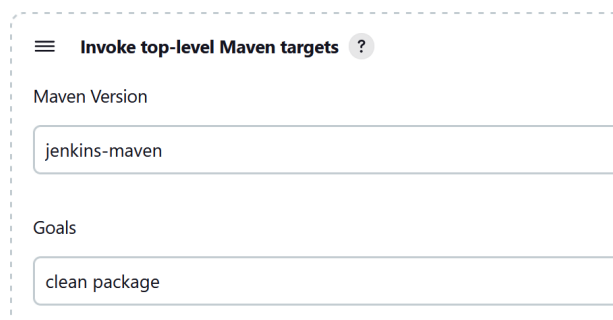 Invoke top-level Maven targets ?
Maven Version
jenkins-maven
Goals
clean package